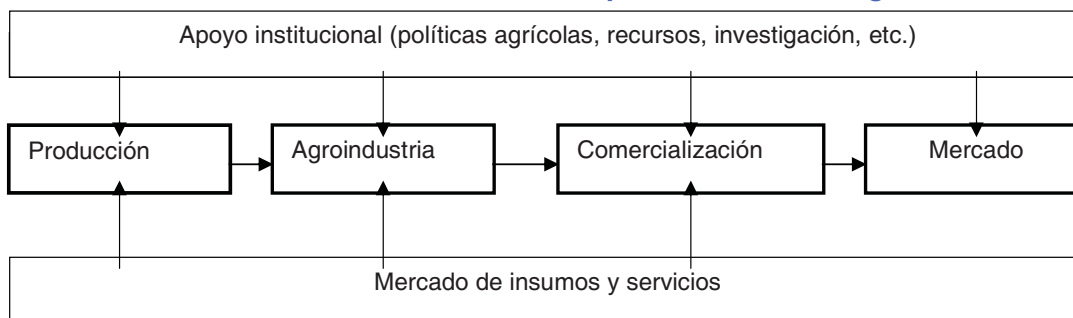 Apoyo institucional (políticas agrícolas, recursos, investigación, etc.)
Producción
Agroindustria
Comercialización
Mercado
Mercado de insumos y servicios